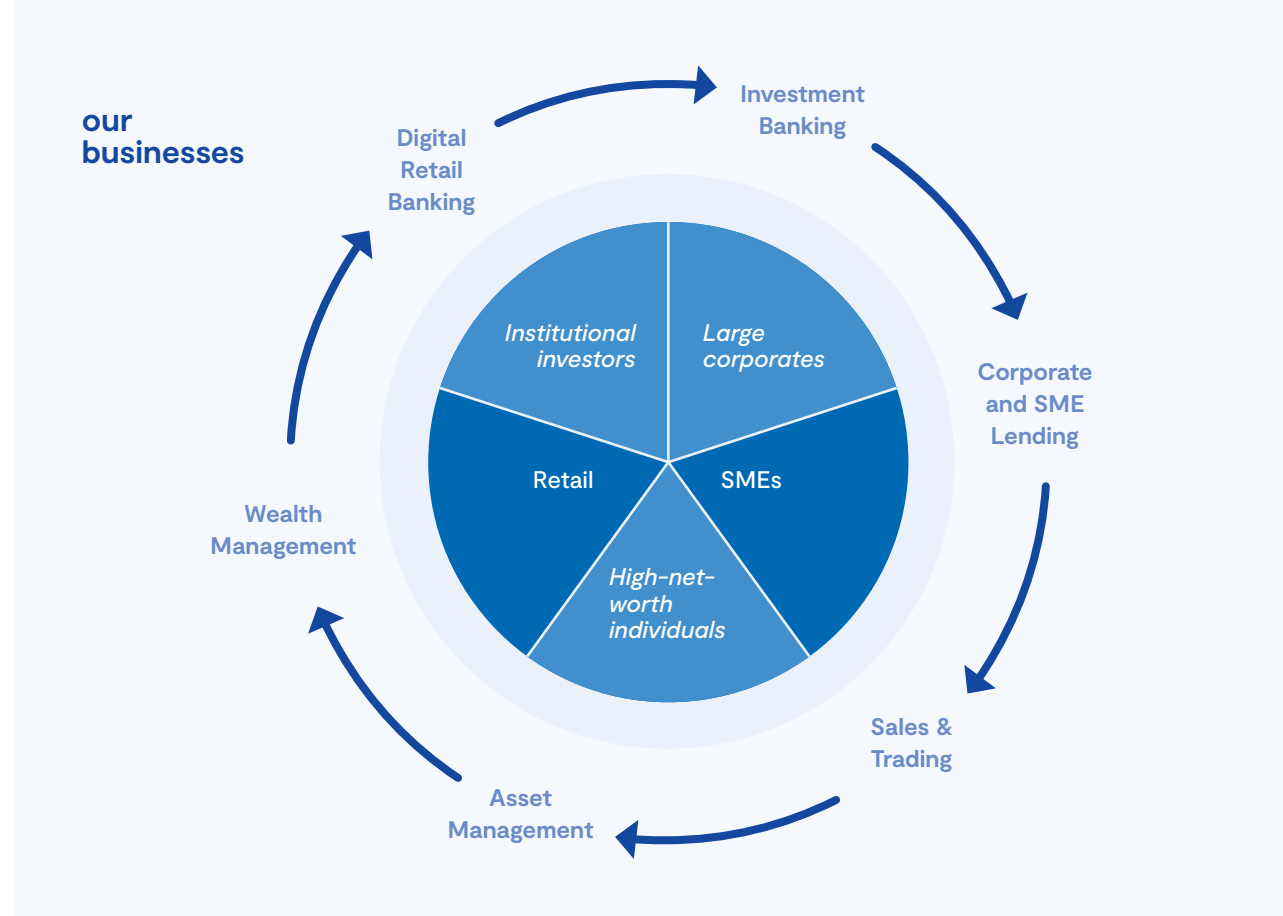 our
businesses
Digital
Retail
Banking
Investment
Banking
Corporate
and SME
Lending
Sales &
Trading
Asset
Management
Wealth
Management
Institutional
investors
Large
corporates
Retail
SMEs
High-net-
worth
individuals